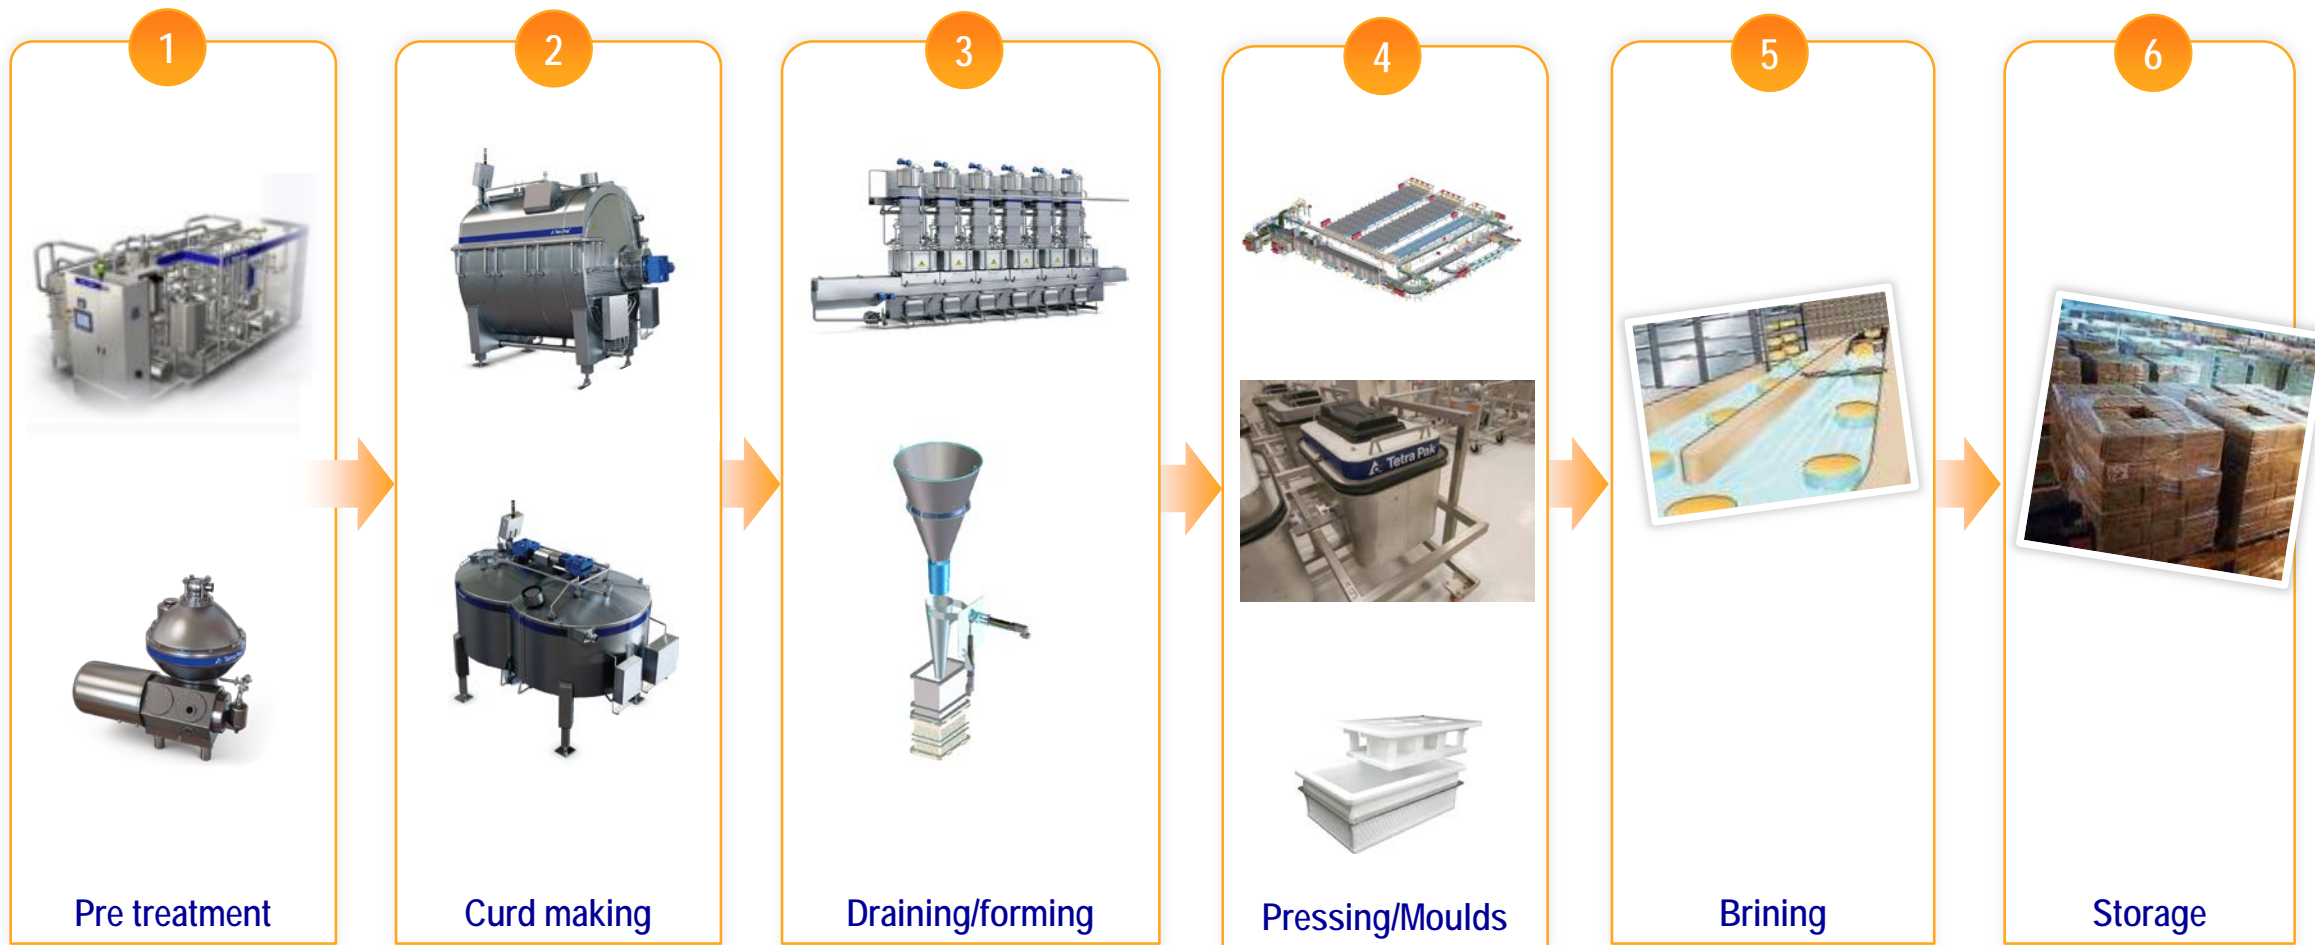 1
2
3
4
5
6
Tetra Pak
Pre treatment
Curd making
Draining/forming
Pressing/Moulds
Brining
Storage